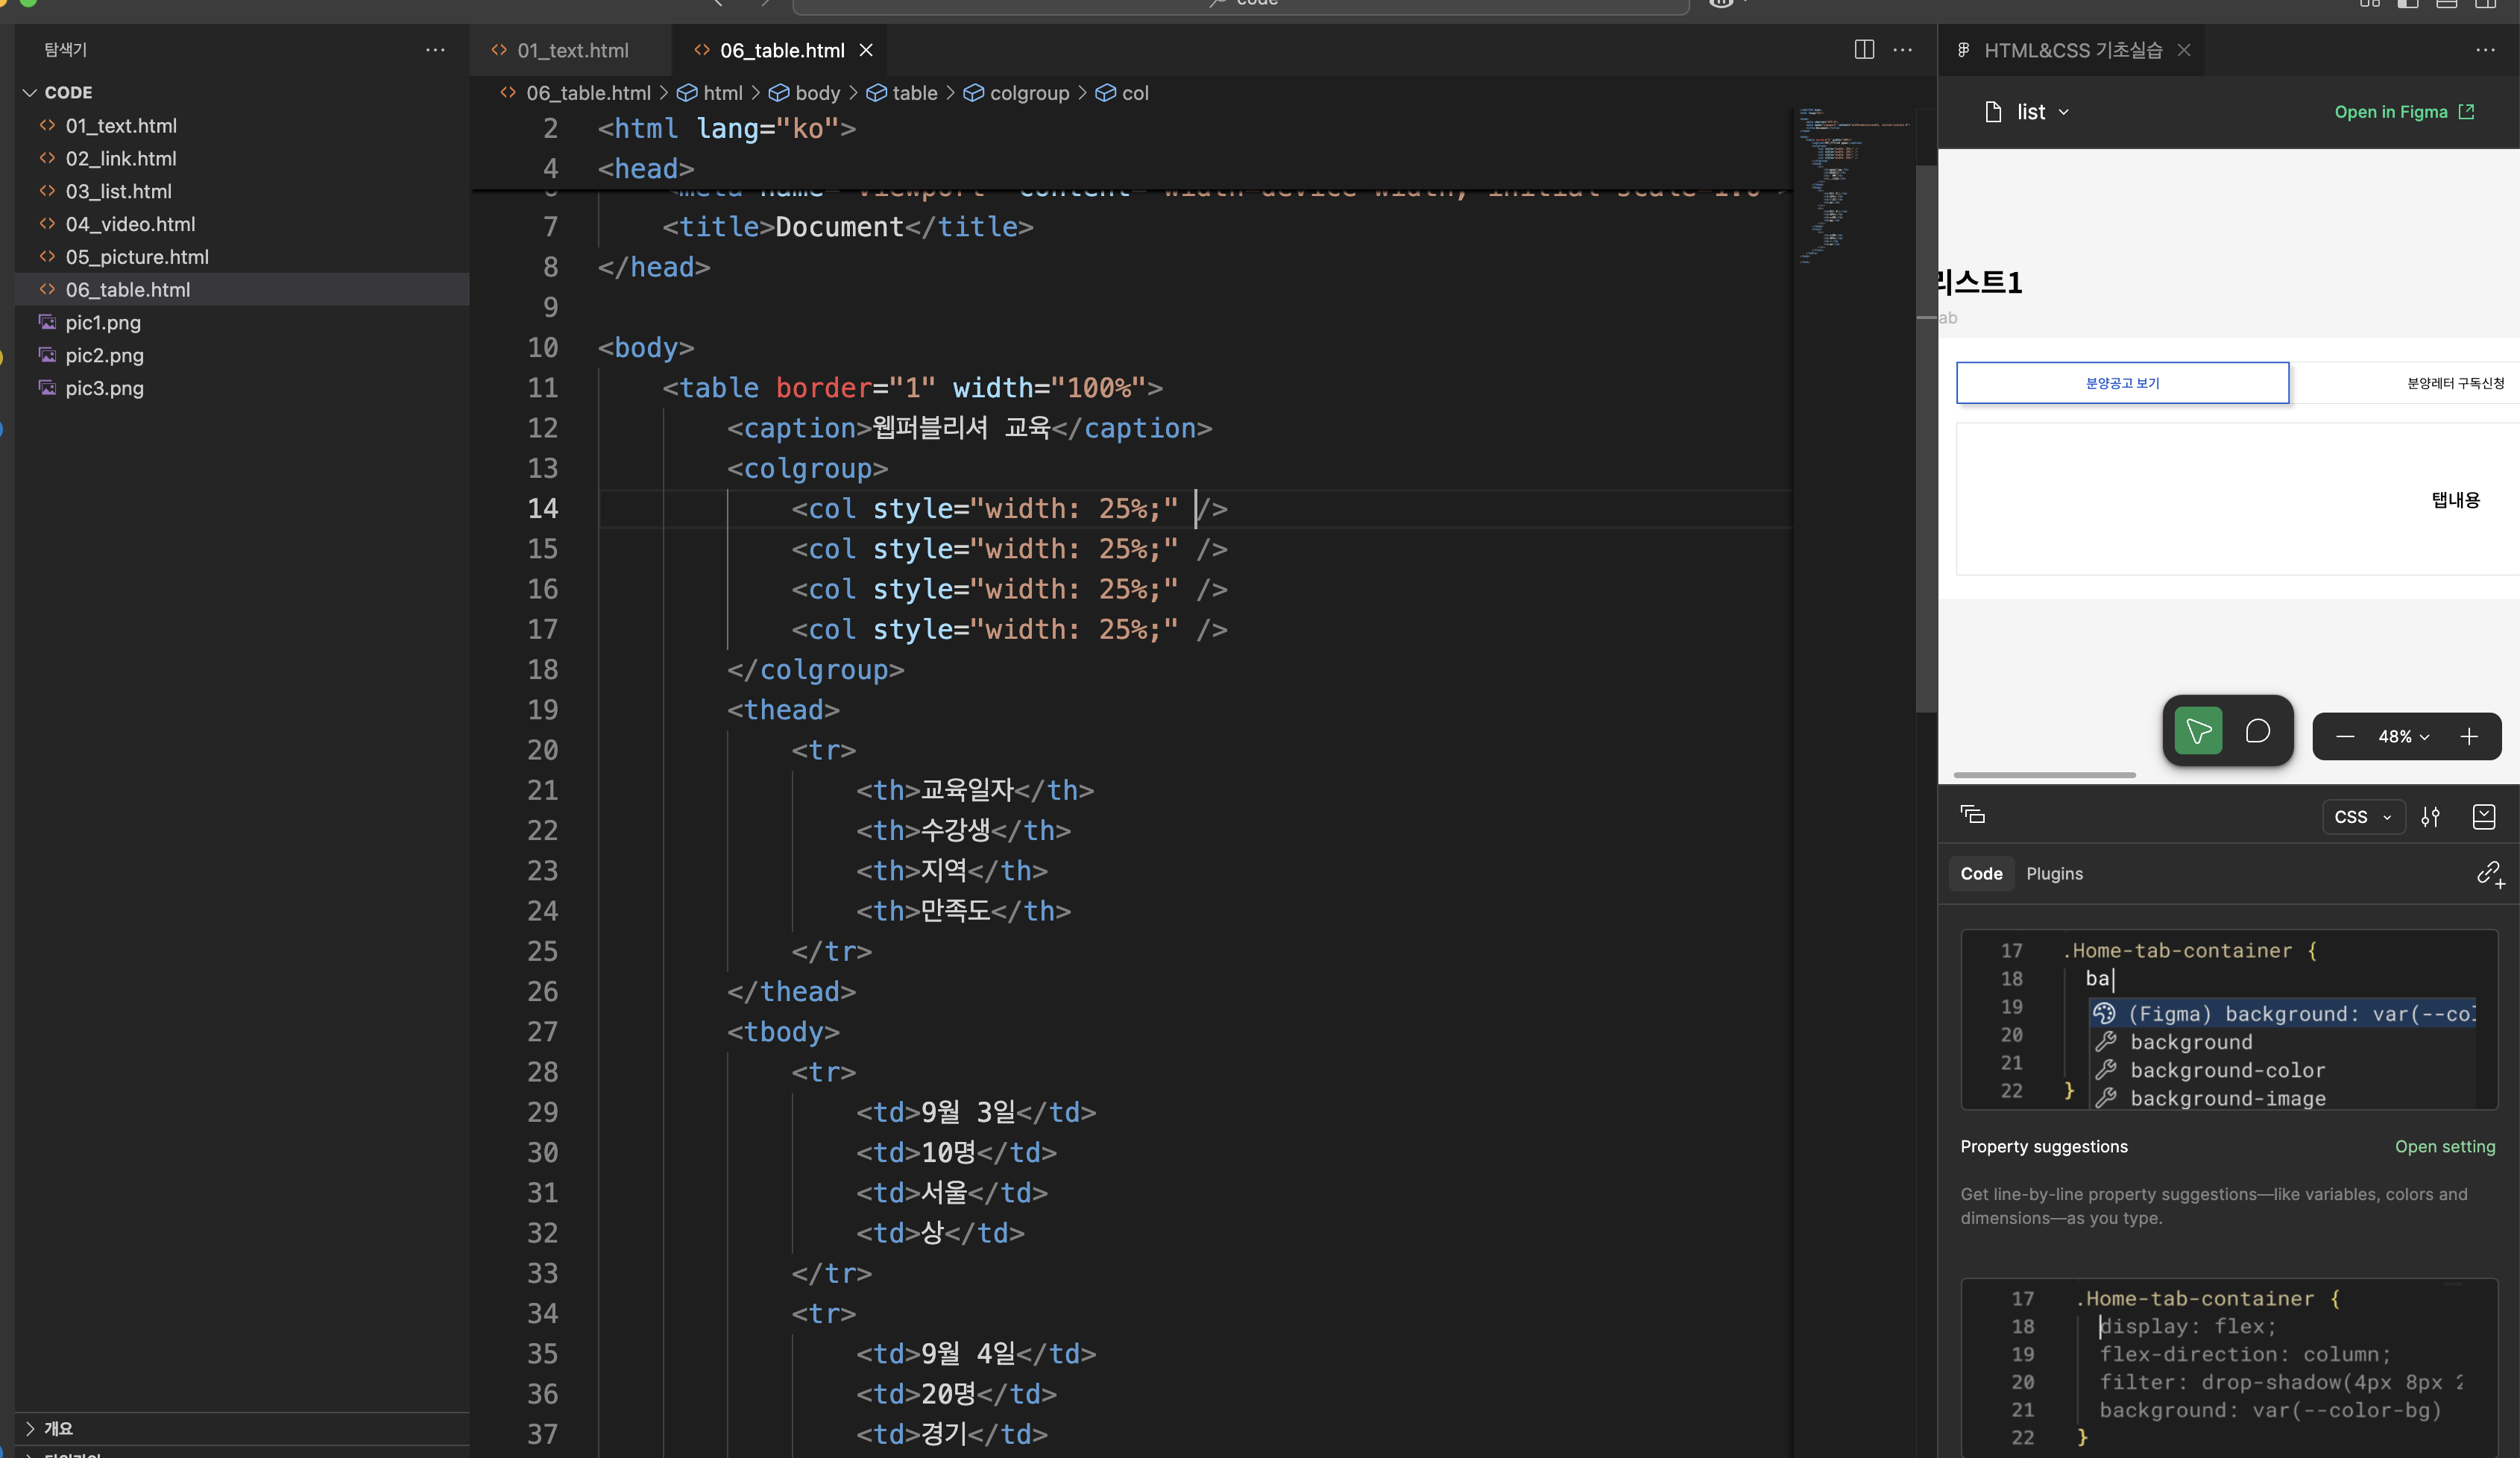 code
탐색기
CODE
01_text.html
02_link.html
03_list.html
04_video.html
05_picture.html
06_table.html
pic1.png
pic2.png
pic3.png
개요
01_text.html
06_table.html
06_table.html > html > body > table > colgroup > col
2 <html lang="ko">
4 <head>
7 <title>Document</title>
8 </head>
9
10 <body>
11 <table border="1" width="100%">
12 <caption>웹퍼블리셔 교육</caption>
13 <colgroup>
14 <col style="width: 25%;" />
15 <col style="width: 25%;" />
16 <col style="width: 25%;" />
17 <col style="width: 25%;" />
18 </colgroup>
19 <thead>
20 <tr>
21 <th>교육일자</th>
22 <th>수강생</th>
23 <th>지역</th>
24 <th>만족도</th>
25 </tr>
26 </thead>
27 <tbody>
28 <tr>
29 <td>9월 3일</td>
30 <td>10명</td>
31 <td>서울</td>
32 <td>상</td>
33 </tr>
34 <tr>
35 <td>9월 4일</td>
36 <td>20명</td>
37 <td>경기</td>
HTML&CSS 기초실습
list
Open in Figma
리스트1
ab
분양공고 보기
분양레터 구독신청
탭내용
48%
CSS
Code
Plugins
17 .Home-tab-container {
18 ba
19 (Figma) background: var(--col
20 background
21 background-color
22 } background-image
Property suggestions
Open setting
Get line-by-line property suggestions—like variables, colors and
dimensions—as you type.
17 .Home-tab-container {
18 display: flex;
19 flex-direction: column;
20 filter: drop-shadow(4px 8px 2
21 background: var(--color-bg)
22 }